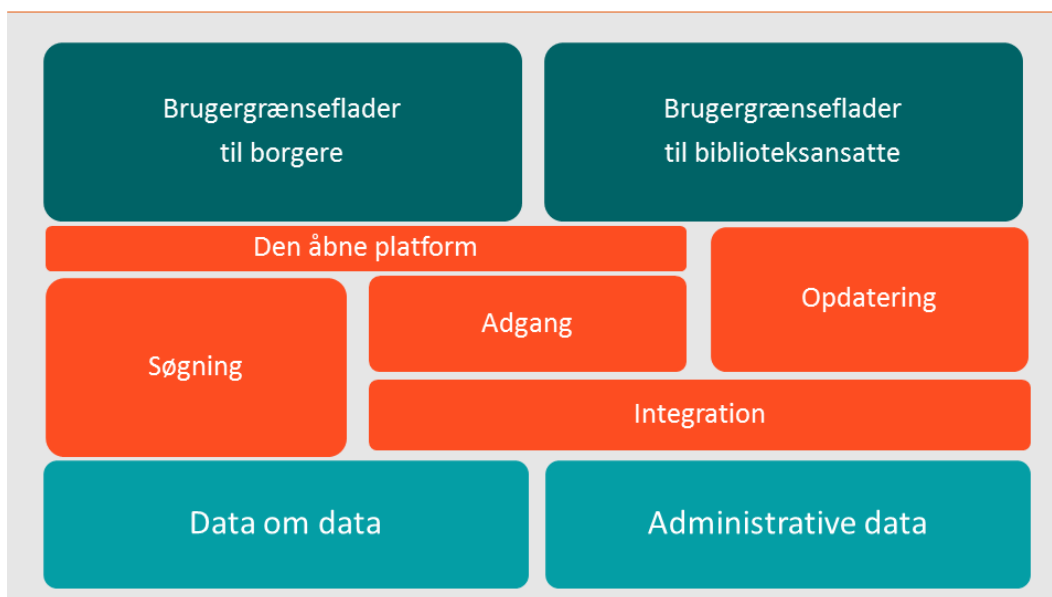 Brugergrænseflader
til borgere
Brugergrænseflader
til biblioteksansatte
Den åbne platform
Opdatering
Adgang
Søgning
Integration
Data om data
Administrative data